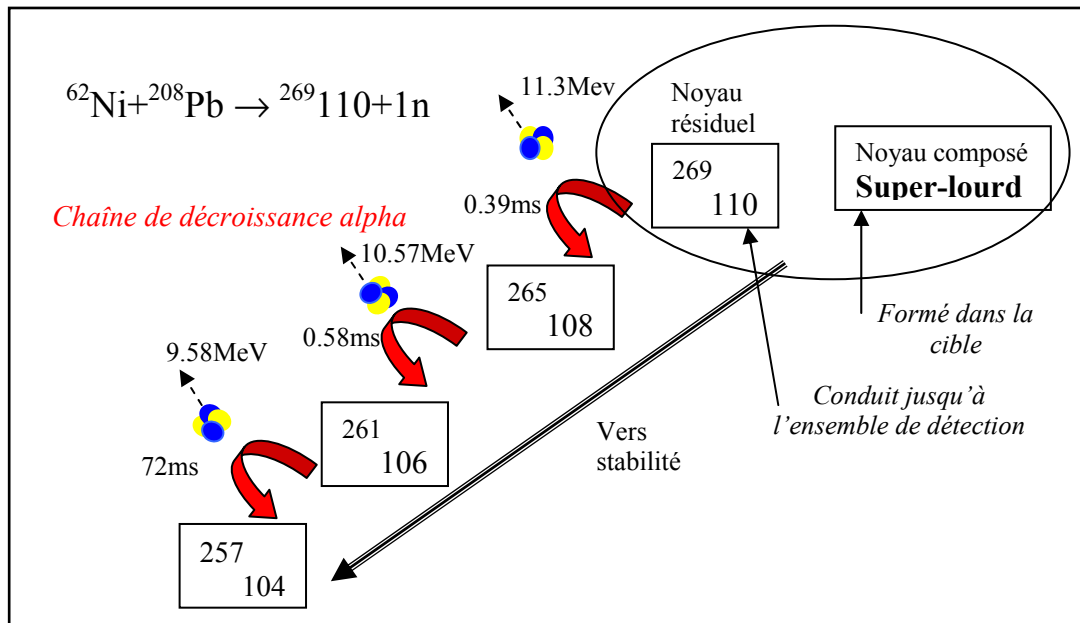 ⁶²Ni+²⁰⁸Pb → ²⁶⁹110+1n
11.3Mev
Noyau
résiduel
269
110
Noyau composé
Super-lourd
0.39ms
Chaîne de décroissance alpha
10.57MeV
265
108
0.58ms
Formé dans la
cible
9.58MeV
Conduit jusqu’à
l’ensemble de détection
261
106
Vers
stabilité
72ms
257
104